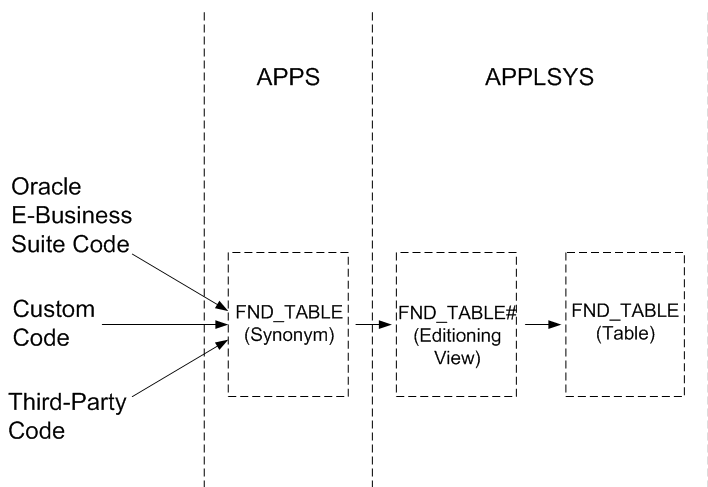 APPS
APPLSYS
Oracle
E-Business
Suite Code
Custom
Code
Third-Party
Code
FND_TABLE
(Synonym)
FND_TABLE#
(Editioning
View)
FND_TABLE
(Table)